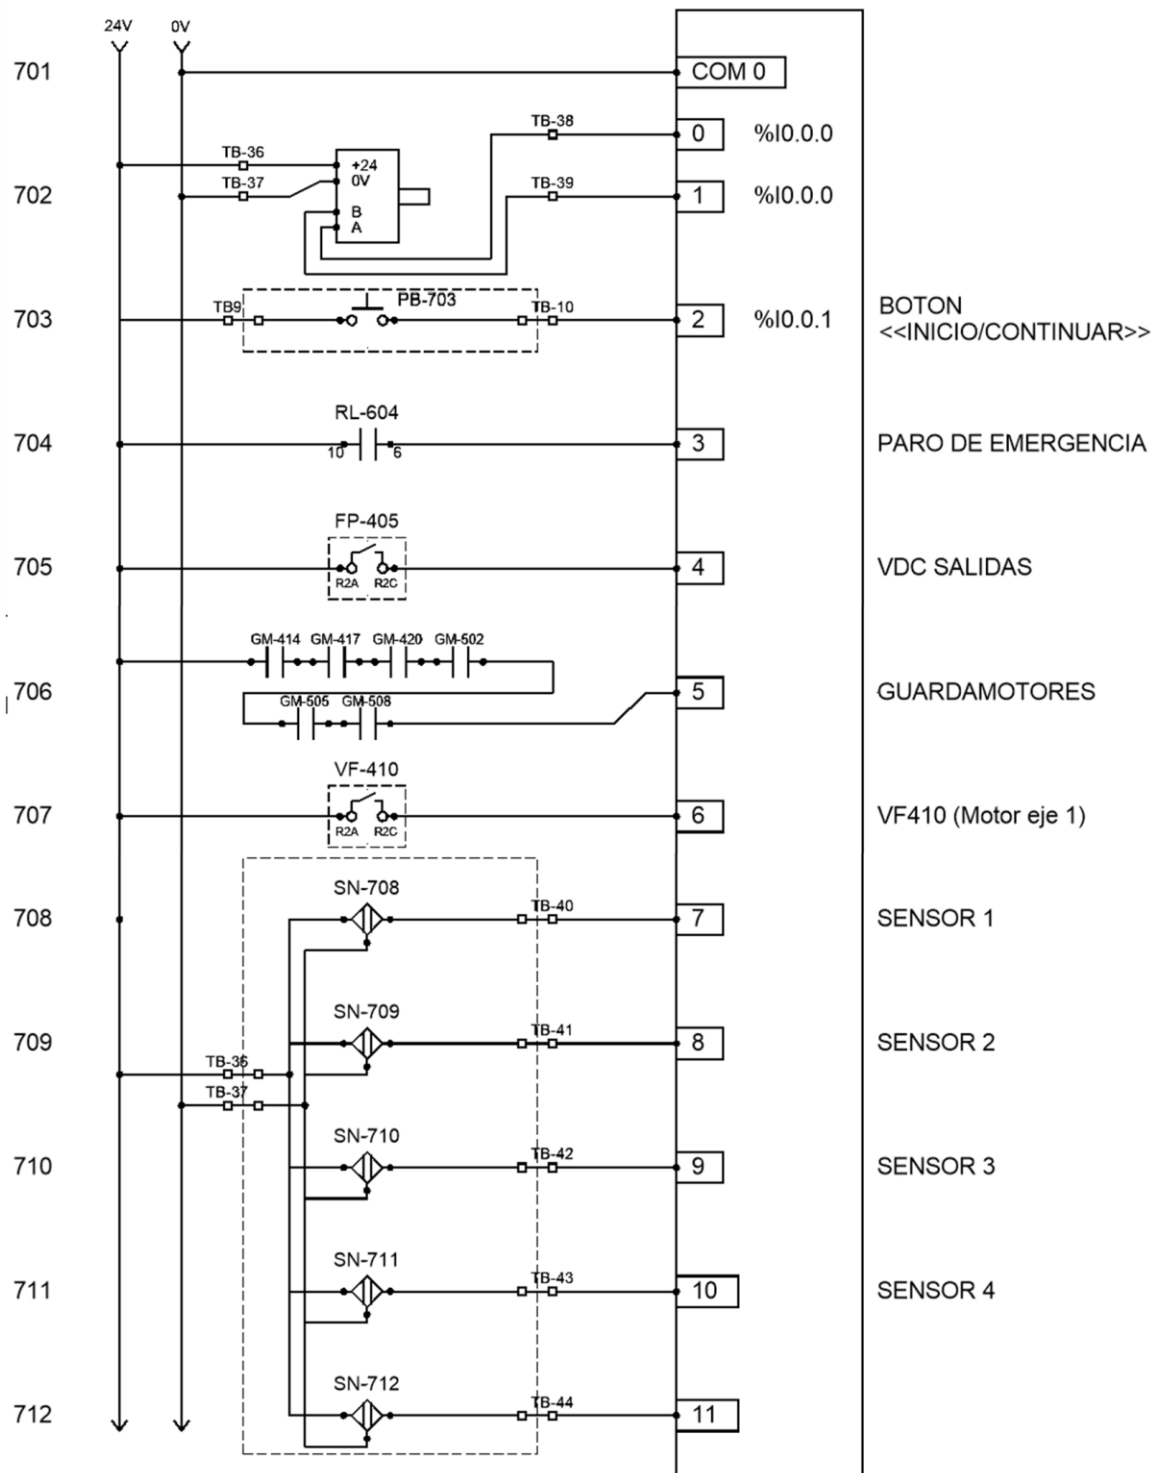 24V 0V
701 COM 0
TB-38
0 %I0.0.0
TB-36 +24
702 TB-37 0V TB-39 1 %I0.0.0
B
A
703 TB9 PB-703 TB-10 2 %I0.0.1 BOTON
<<INICIO/CONTINUAR>>
RL-604
704 10 6 3 PARO DE EMERGENCIA
FP-405
705 R2A R2C 4 VDC SALIDAS
GM-414 GM-417 GM-420 GM-502
706 5 GUARDAMOTORES
GM-505 GM-508
VF-410
707 R2A R2C 6 VF410 (Motor eje 1)
SN-708
708 TB-40 7 SENSOR 1
SN-709
709 TB-41 8 SENSOR 2
TB-36
TB-37
SN-710
710 TB-42 9 SENSOR 3
SN-711
711 TB-43 10 SENSOR 4
SN-712
712 TB-44 11